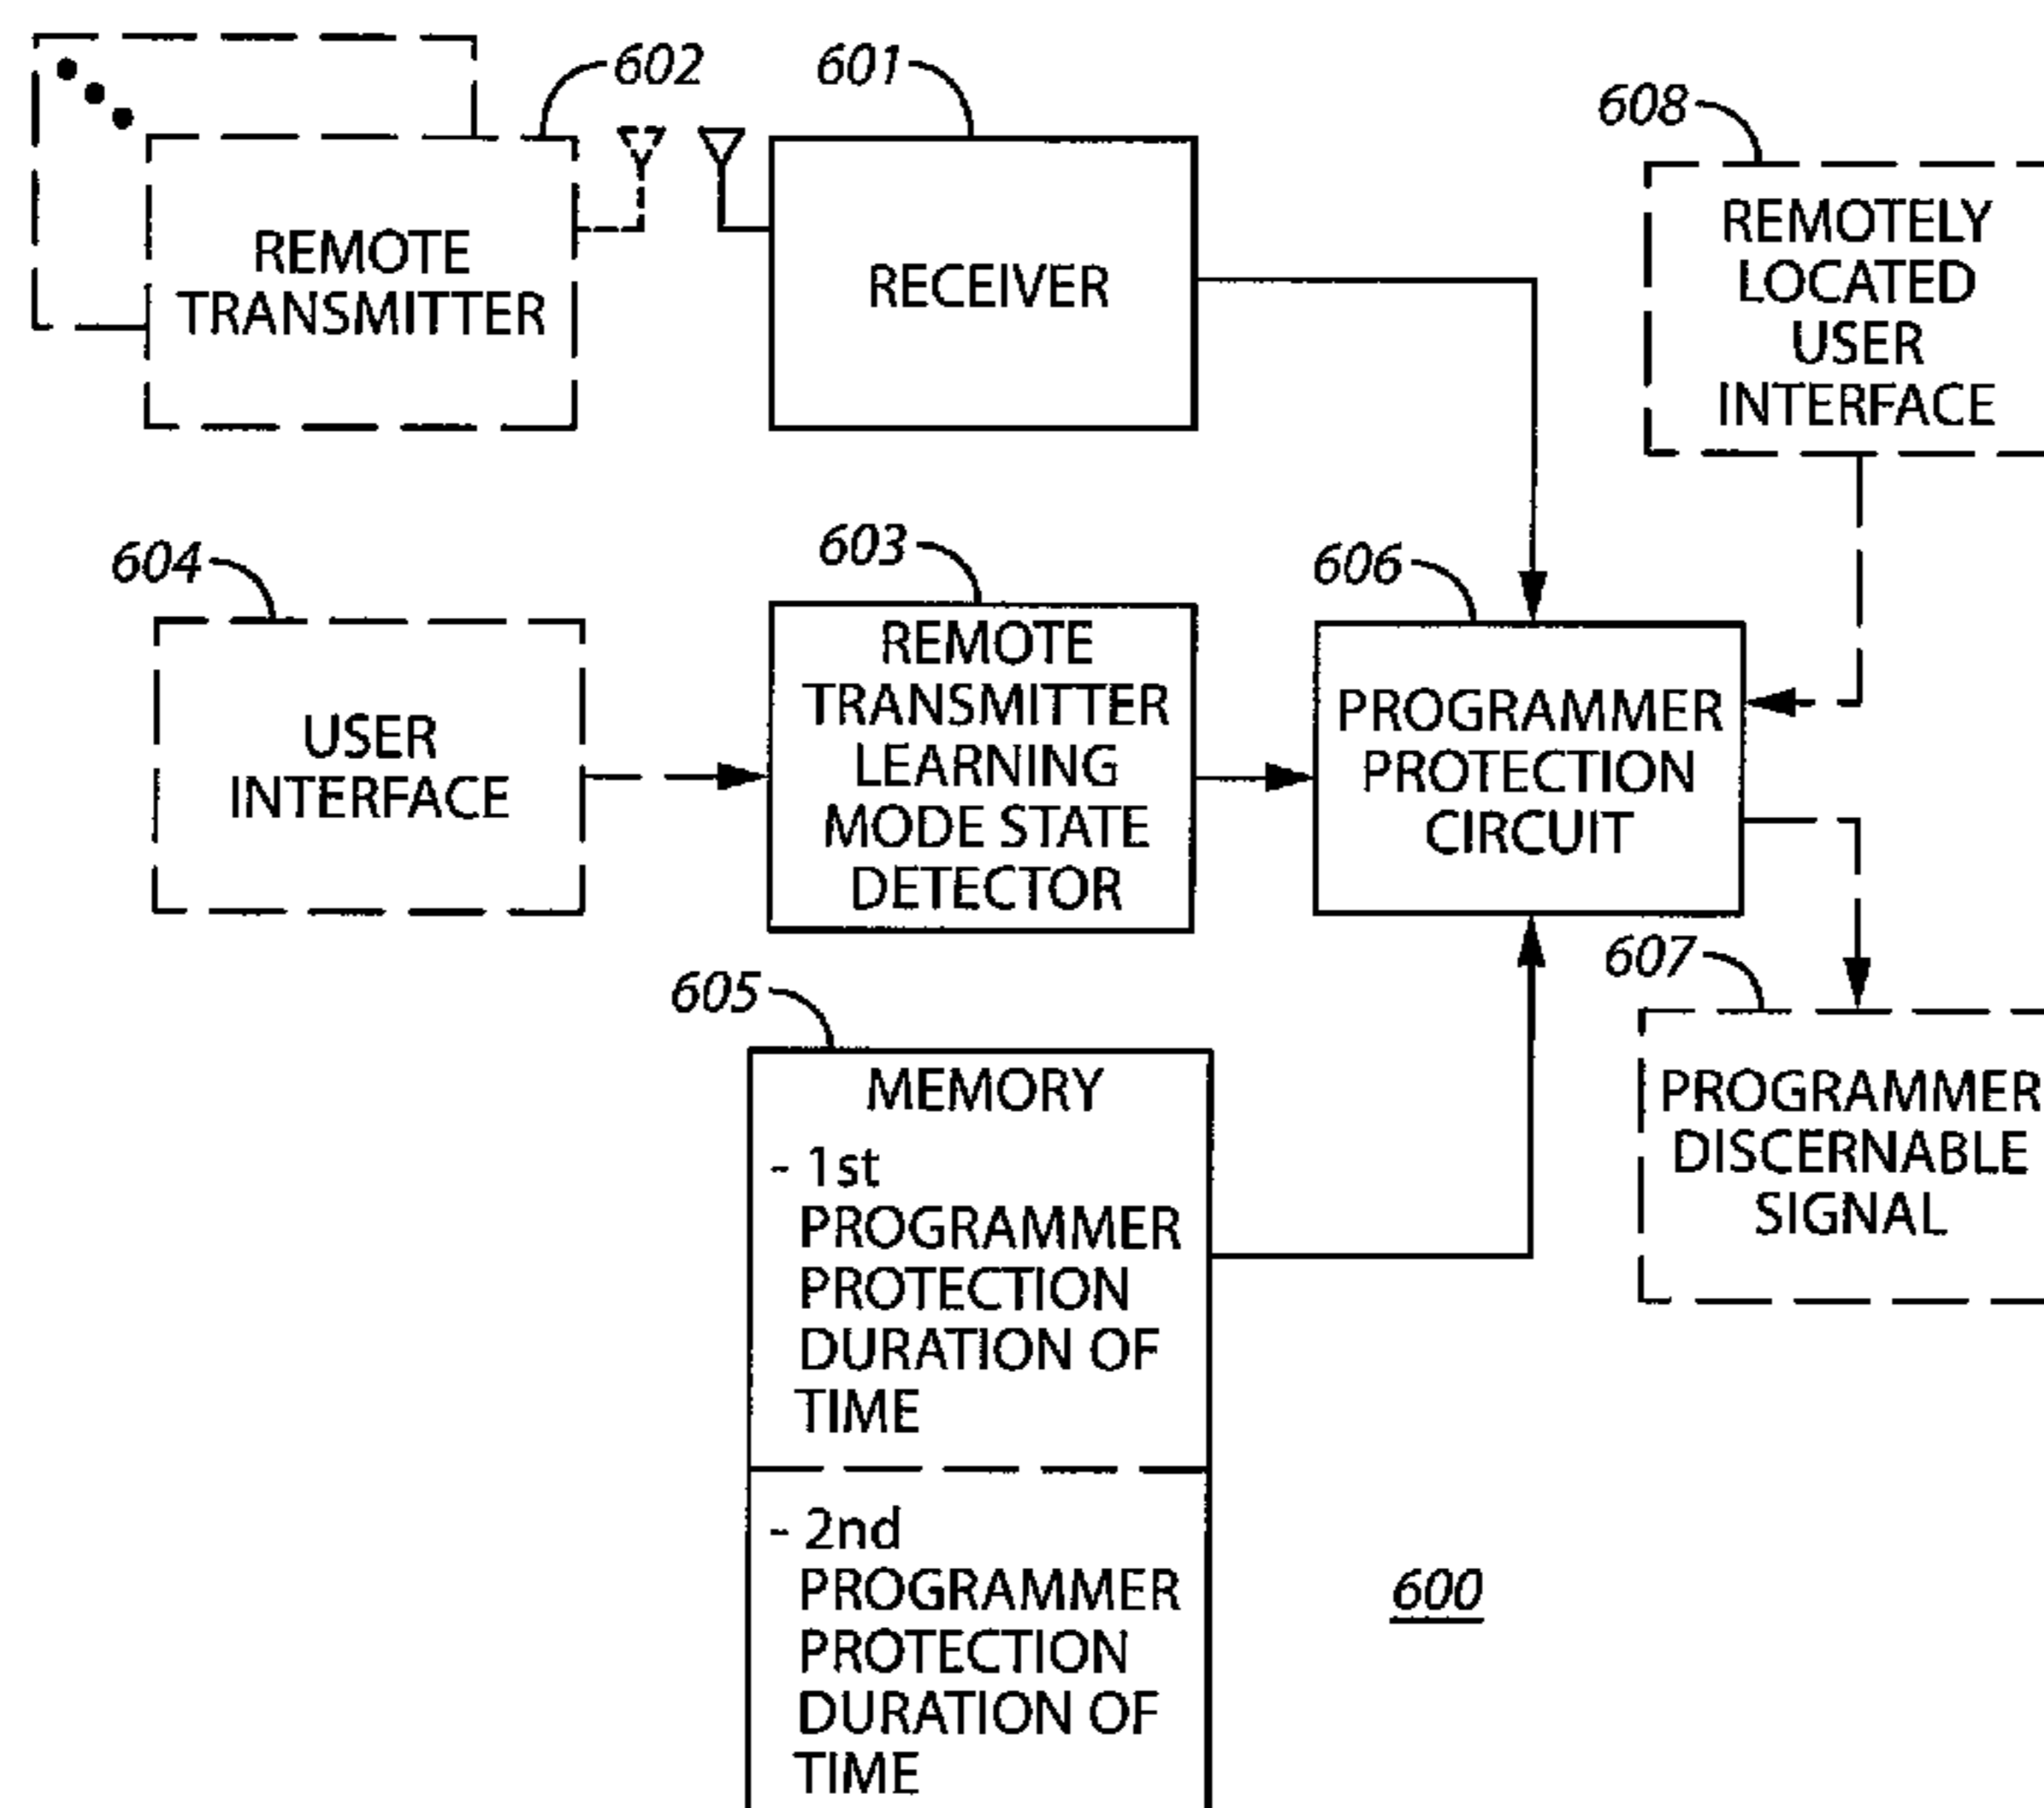 602
601
608
REMOTE
TRANSMITTER
RECEIVER
REMOTELY
LOCATED
USER
INTERFACE
604
603
606
USER
INTERFACE
REMOTE
TRANSMITTER
LEARNING
MODE STATE
DETECTOR
PROGRAMMER
PROTECTION
CIRCUIT
605
607
MEMORY
- 1st
PROGRAMMER
PROTECTION
DURATION OF
TIME
PROGRAMMER
DISCERNABLE
SIGNAL
- 2nd
PROGRAMMER
PROTECTION
DURATION OF
TIME
600